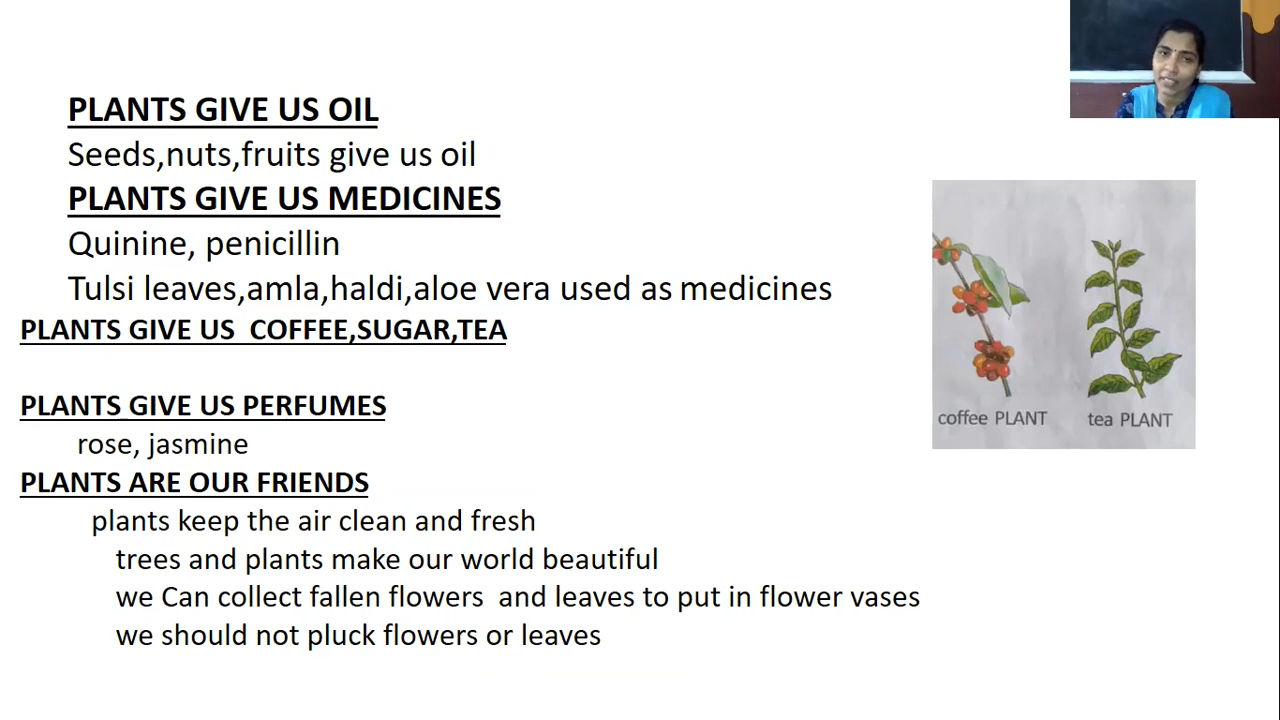 PLANTS GIVE US OIL
Seeds,nuts,fruits give us oil
PLANTS GIVE US MEDICINES
Quinine, penicillin
Tulsi leaves,amla,haldi,aloe vera used as medicines
PLANTS GIVE US  COFFEE,SUGAR,TEA
PLANTS GIVE US PERFUMES
rose, jasmine
PLANTS ARE OUR FRIENDS
plants keep the air clean and fresh
trees and plants make our world beautiful
we Can collect fallen flowers  and leaves to put in flower vases
we should not pluck flowers or leaves
coffee PLANT
tea PLANT